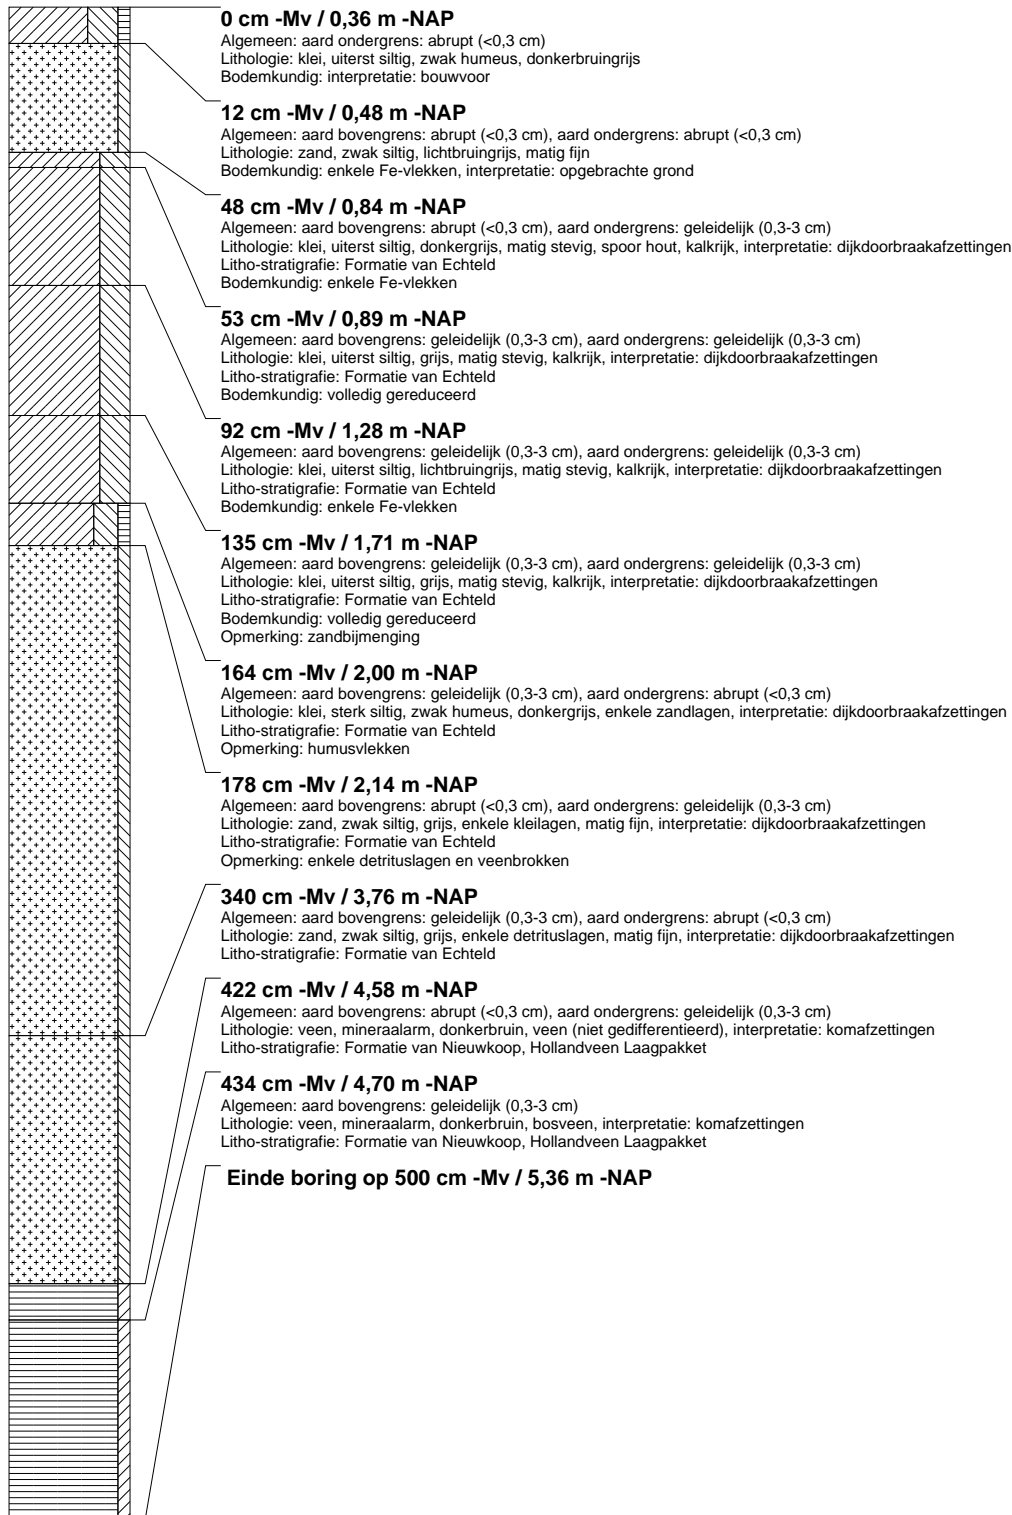 0 cm -Mv / 0,36 m -NAP
Algemeen: aard ondergrens: abrupt (<0,3 cm)
Lithologie: klei, uiterst siltig, zwak humeus, donkerbruingrijs
Bodemkundig: interpretatie: bouwvoor
12 cm -Mv / 0,48 m -NAP
Algemeen: aard bovengrens: abrupt (<0,3 cm), aard ondergrens: abrupt (<0,3 cm)
Lithologie: zand, zwak siltig, lichtbruingrijs, matig fijn
Bodemkundig: enkele Fe-vlekken, interpretatie: opgebrachte grond
48 cm -Mv / 0,84 m -NAP
Algemeen: aard bovengrens: abrupt (<0,3 cm), aard ondergrens: geleidelijk (0,3-3 cm)
Lithologie: klei, uiterst siltig, donkergrijs, matig stevig, spoor hout, kalkrijk, interpretatie: dijkdoorbraakafzettingen
Litho-stratigrafie: Formatie van Echteld
Bodemkundig: enkele Fe-vlekken
53 cm -Mv / 0,89 m -NAP
Algemeen: aard bovengrens: geleidelijk (0,3-3 cm), aard ondergrens: geleidelijk (0,3-3 cm)
Lithologie: klei, uiterst siltig, grijs, matig stevig, kalkrijk, interpretatie: dijkdoorbraakafzettingen
Litho-stratigrafie: Formatie van Echteld
Bodemkundig: volledig gereduceerd
92 cm -Mv / 1,28 m -NAP
Algemeen: aard bovengrens: geleidelijk (0,3-3 cm), aard ondergrens: geleidelijk (0,3-3 cm)
Lithologie: klei, uiterst siltig, lichtbruingrijs, matig stevig, kalkrijk, interpretatie: dijkdoorbraakafzettingen
Litho-stratigrafie: Formatie van Echteld
Bodemkundig: enkele Fe-vlekken
135 cm -Mv / 1,71 m -NAP
Algemeen: aard bovengrens: geleidelijk (0,3-3 cm), aard ondergrens: geleidelijk (0,3-3 cm)
Lithologie: klei, uiterst siltig, grijs, matig stevig, kalkrijk, interpretatie: dijkdoorbraakafzettingen
Litho-stratigrafie: Formatie van Echteld
Bodemkundig: volledig gereduceerd
Opmerking: zandbijmenging
164 cm -Mv / 2,00 m -NAP
Algemeen: aard bovengrens: geleidelijk (0,3-3 cm), aard ondergrens: abrupt (<0,3 cm)
Lithologie: klei, sterk siltig, zwak humeus, donkergrijs, enkele zandlagen, interpretatie: dijkdoorbraakafzettingen
Litho-stratigrafie: Formatie van Echteld
Opmerking: humusvlekken
178 cm -Mv / 2,14 m -NAP
Algemeen: aard bovengrens: abrupt (<0,3 cm), aard ondergrens: geleidelijk (0,3-3 cm)
Lithologie: zand, zwak siltig, grijs, enkele kleilagen, matig fijn, interpretatie: dijkdoorbraakafzettingen
Litho-stratigrafie: Formatie van Echteld
Opmerking: enkele detrituslagen en veenbrokken
340 cm -Mv / 3,76 m -NAP
Algemeen: aard bovengrens: geleidelijk (0,3-3 cm), aard ondergrens: abrupt (<0,3 cm)
Lithologie: zand, zwak siltig, grijs, enkele detrituslagen, matig fijn, interpretatie: dijkdoorbraakafzettingen
Litho-stratigrafie: Formatie van Echteld
422 cm -Mv / 4,58 m -NAP
Algemeen: aard bovengrens: abrupt (<0,3 cm), aard ondergrens: geleidelijk (0,3-3 cm)
Lithologie: veen, mineraalarm, donkerbruin, veen (niet gedifferentieerd), interpretatie: komafzettingen
Litho-stratigrafie: Formatie van Nieuwkoop, Hollandveen Laagpakket
434 cm -Mv / 4,70 m -NAP
Algemeen: aard bovengrens: geleidelijk (0,3-3 cm)
Lithologie: veen, mineraalarm, donkerbruin, bosveen, interpretatie: komafzettingen
Litho-stratigrafie: Formatie van Nieuwkoop, Hollandveen Laagpakket
Einde boring op 500 cm -Mv / 5,36 m -NAP